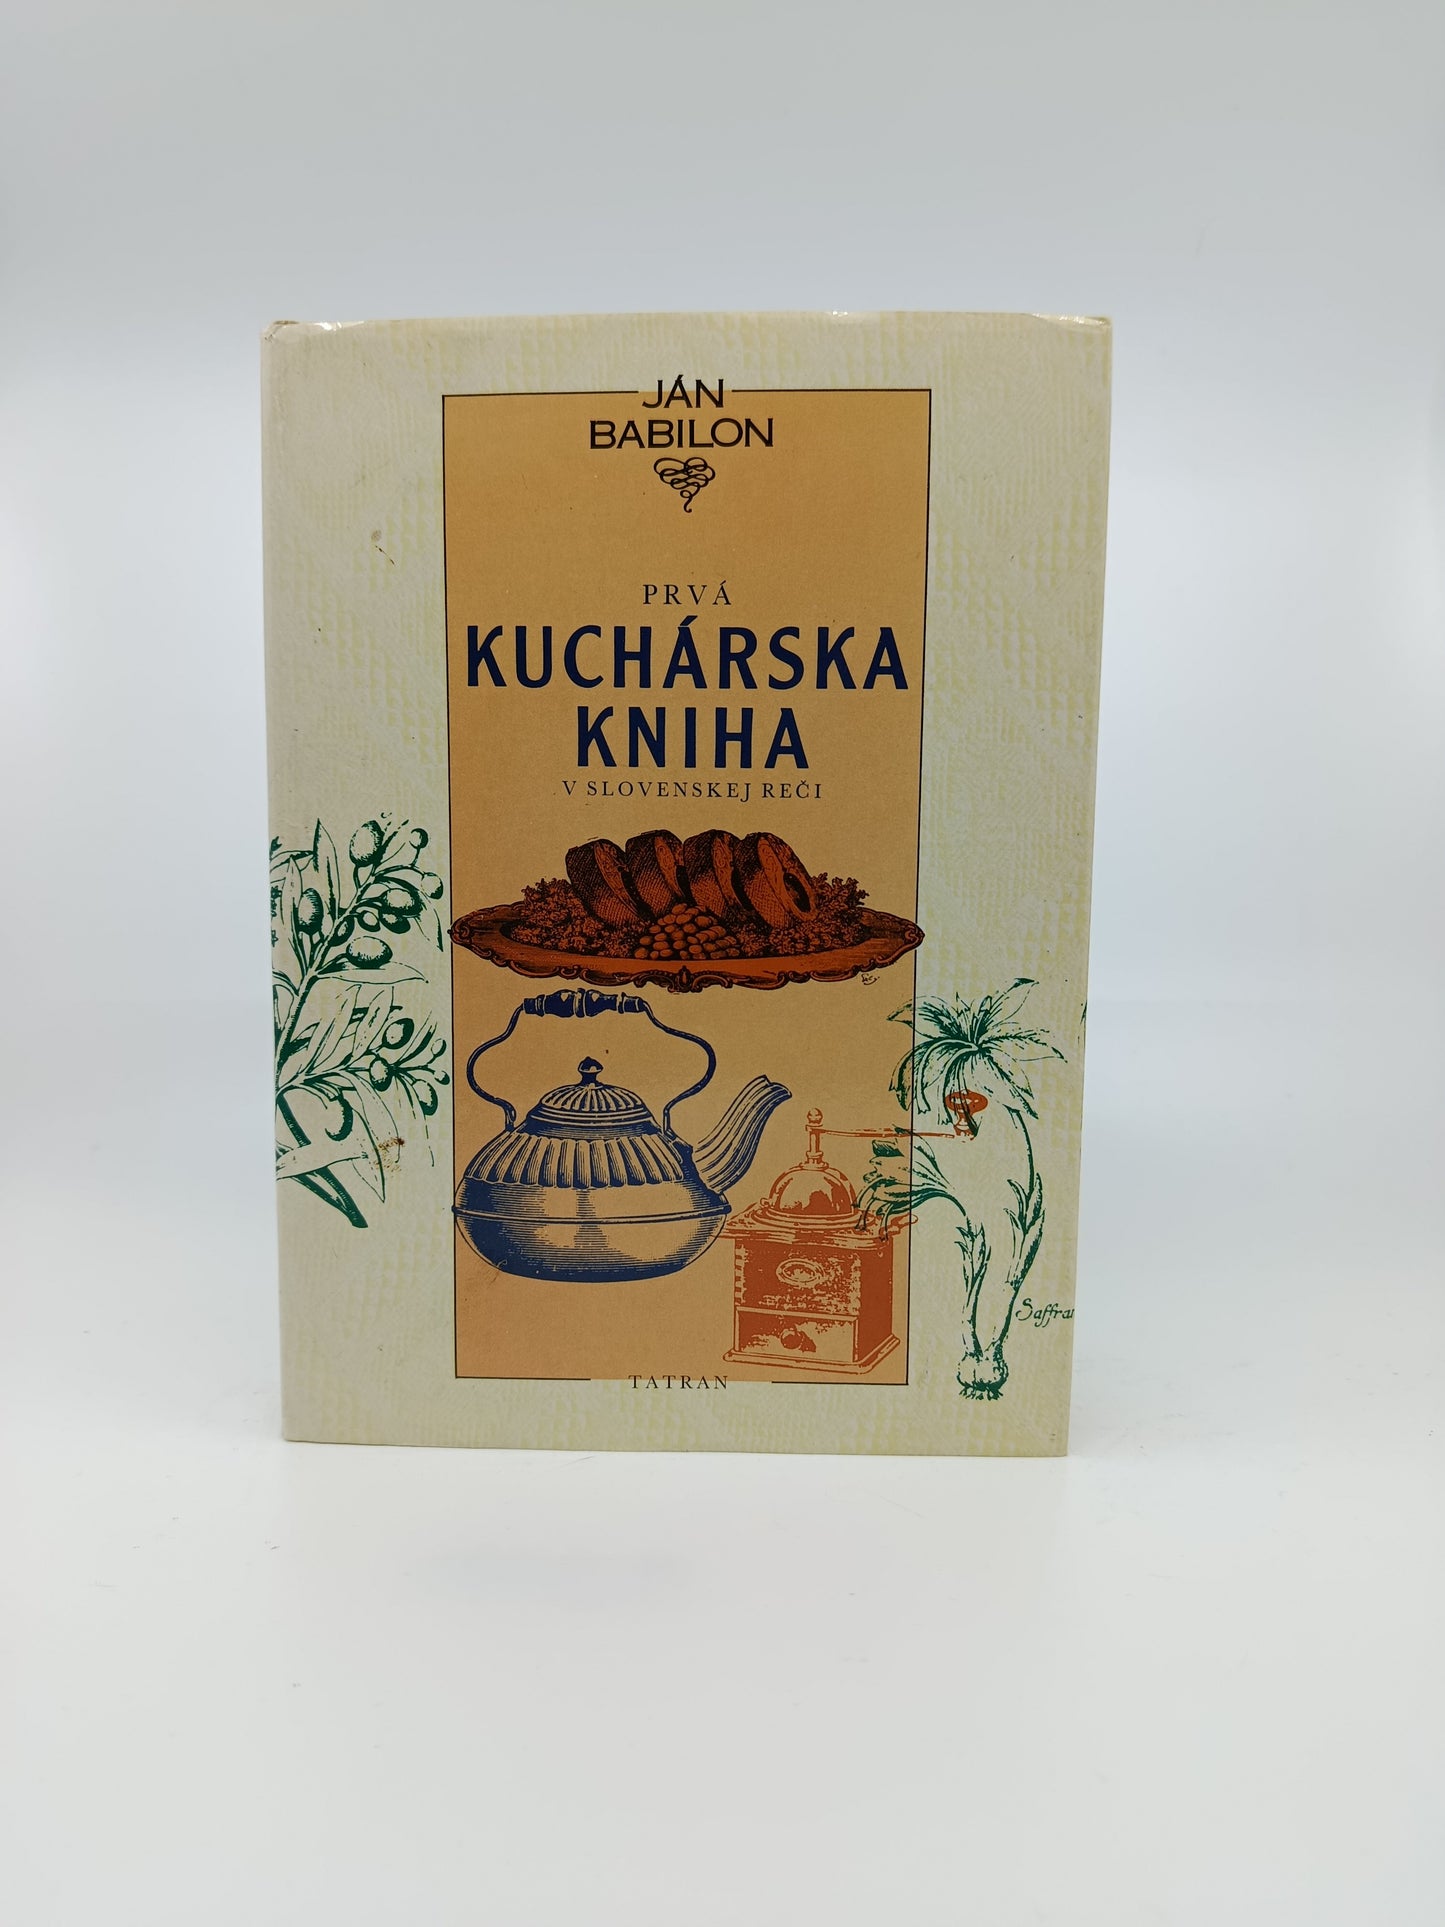 JÁN
BABILON
PRVÁ
KUCHÁRSKA
KNIHA
V SLOVENSKEJ REČI
TATRAN